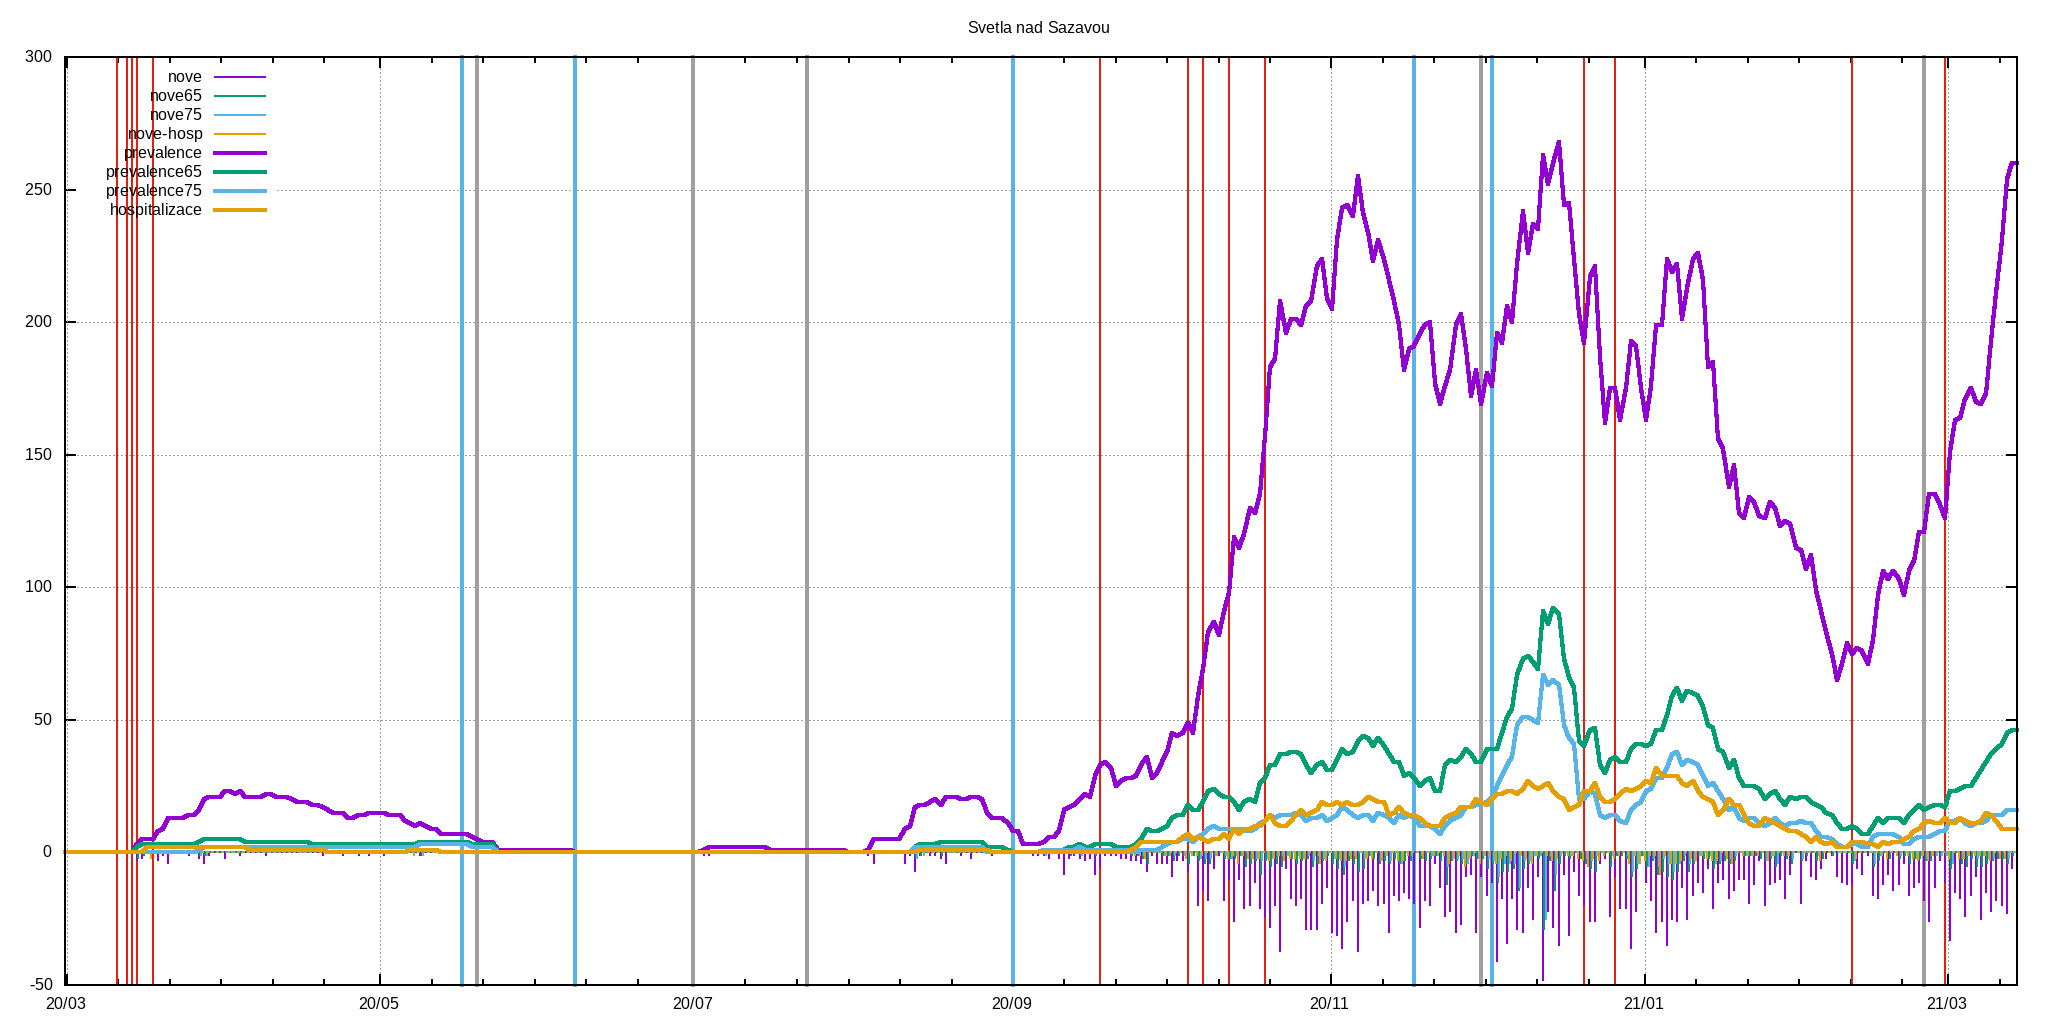 Svetla nad Sazavou
300
250
200
150
100
50
0
-50
nove
nove65
nove75
nove-hosp
prevalence
prevalence65
prevalence75
hospitalizace
20/03 20/05 20/07 20/09 20/11 21/01 21/03